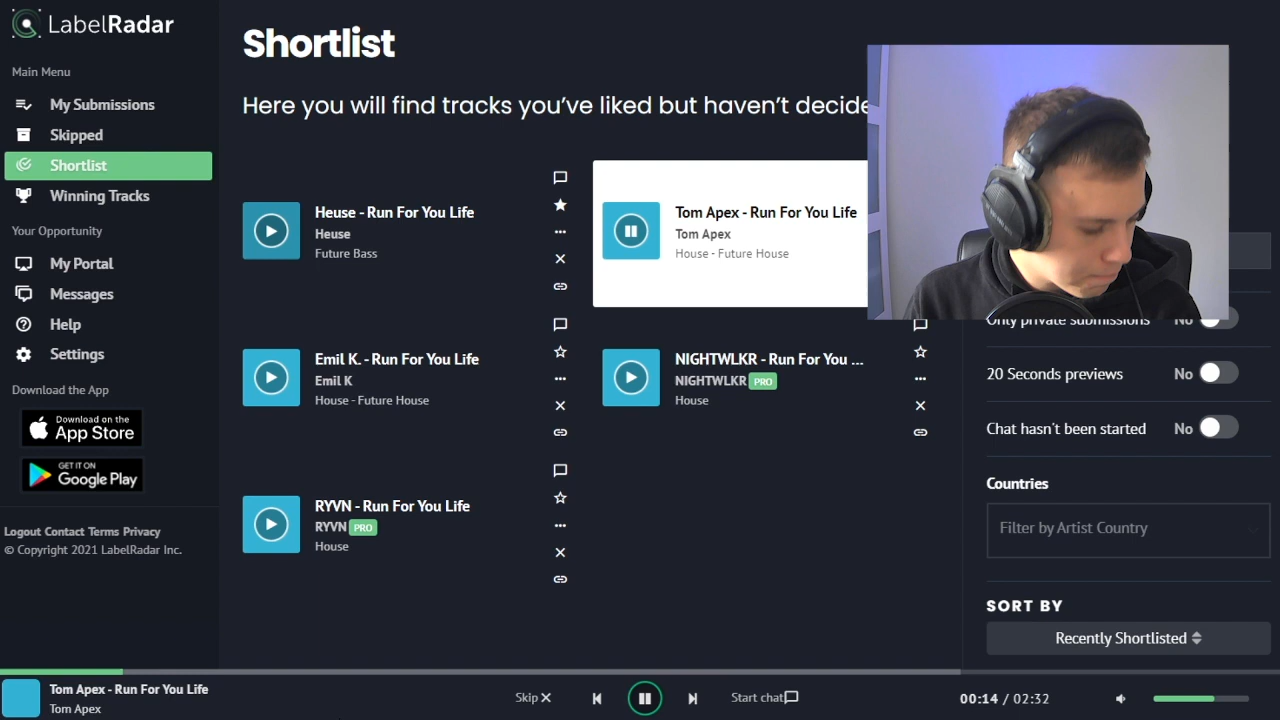 LabelRadar
Main Menu
My Submissions
Skipped
Shortlist
Winning Tracks
Your Opportunity
My Portal
Messages
Help
Settings
Download the App
Download on the
App Store
GET IT ON
Google Play
Logout Contact Terms Privacy
© Copyright 2021 LabelRadar Inc.
Shortlist
Here you will find tracks you've liked but haven't decide
Heuse - Run For You Life
Heuse
Future Bass
Tom Apex - Run For You Life
Tom Apex
House - Future House
Emil K. - Run For You Life
Emil K
House - Future House
NIGHTWLKR - Run For You ...
NIGHTWLKR PRO
House
RYVN - Run For You Life
RYVN PRO
House
Only private submissions No
20 Seconds previews No
Chat hasn't been started No
Countries
Filter by Artist Country
SORT BY
Recently Shortlisted
Tom Apex - Run For You Life
Tom Apex
Skip
Start chat
00:14 / 02:32